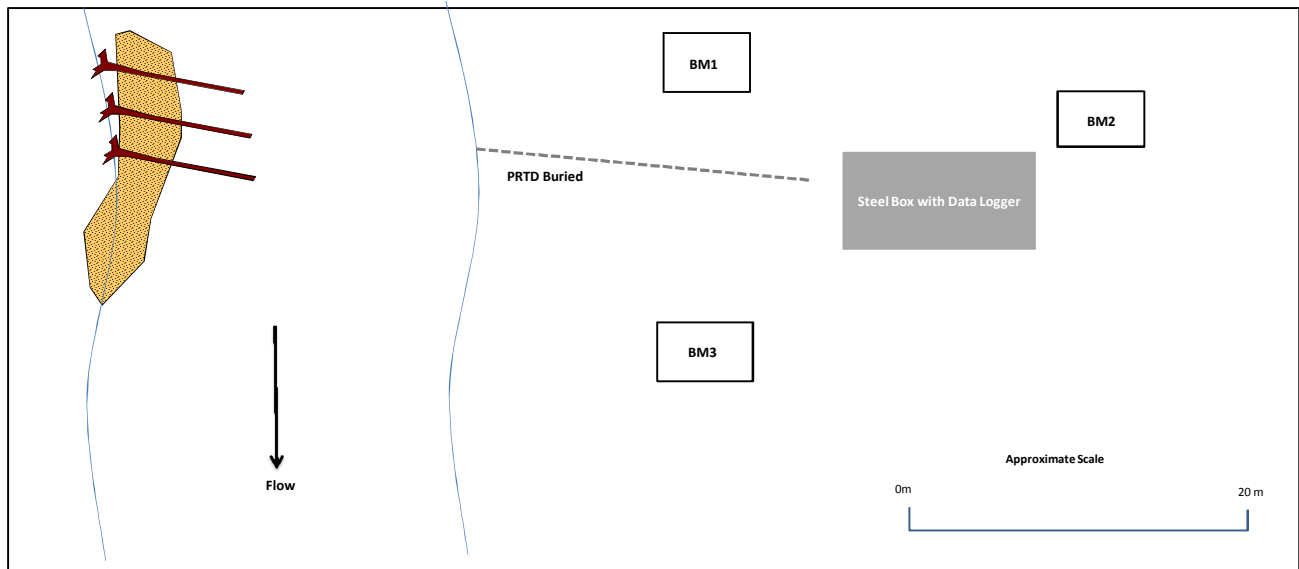 BM1
BM2
PRTD Buried
Steel Box with Data Logger
BM3
Approximate Scale
0m
20 m
Flow